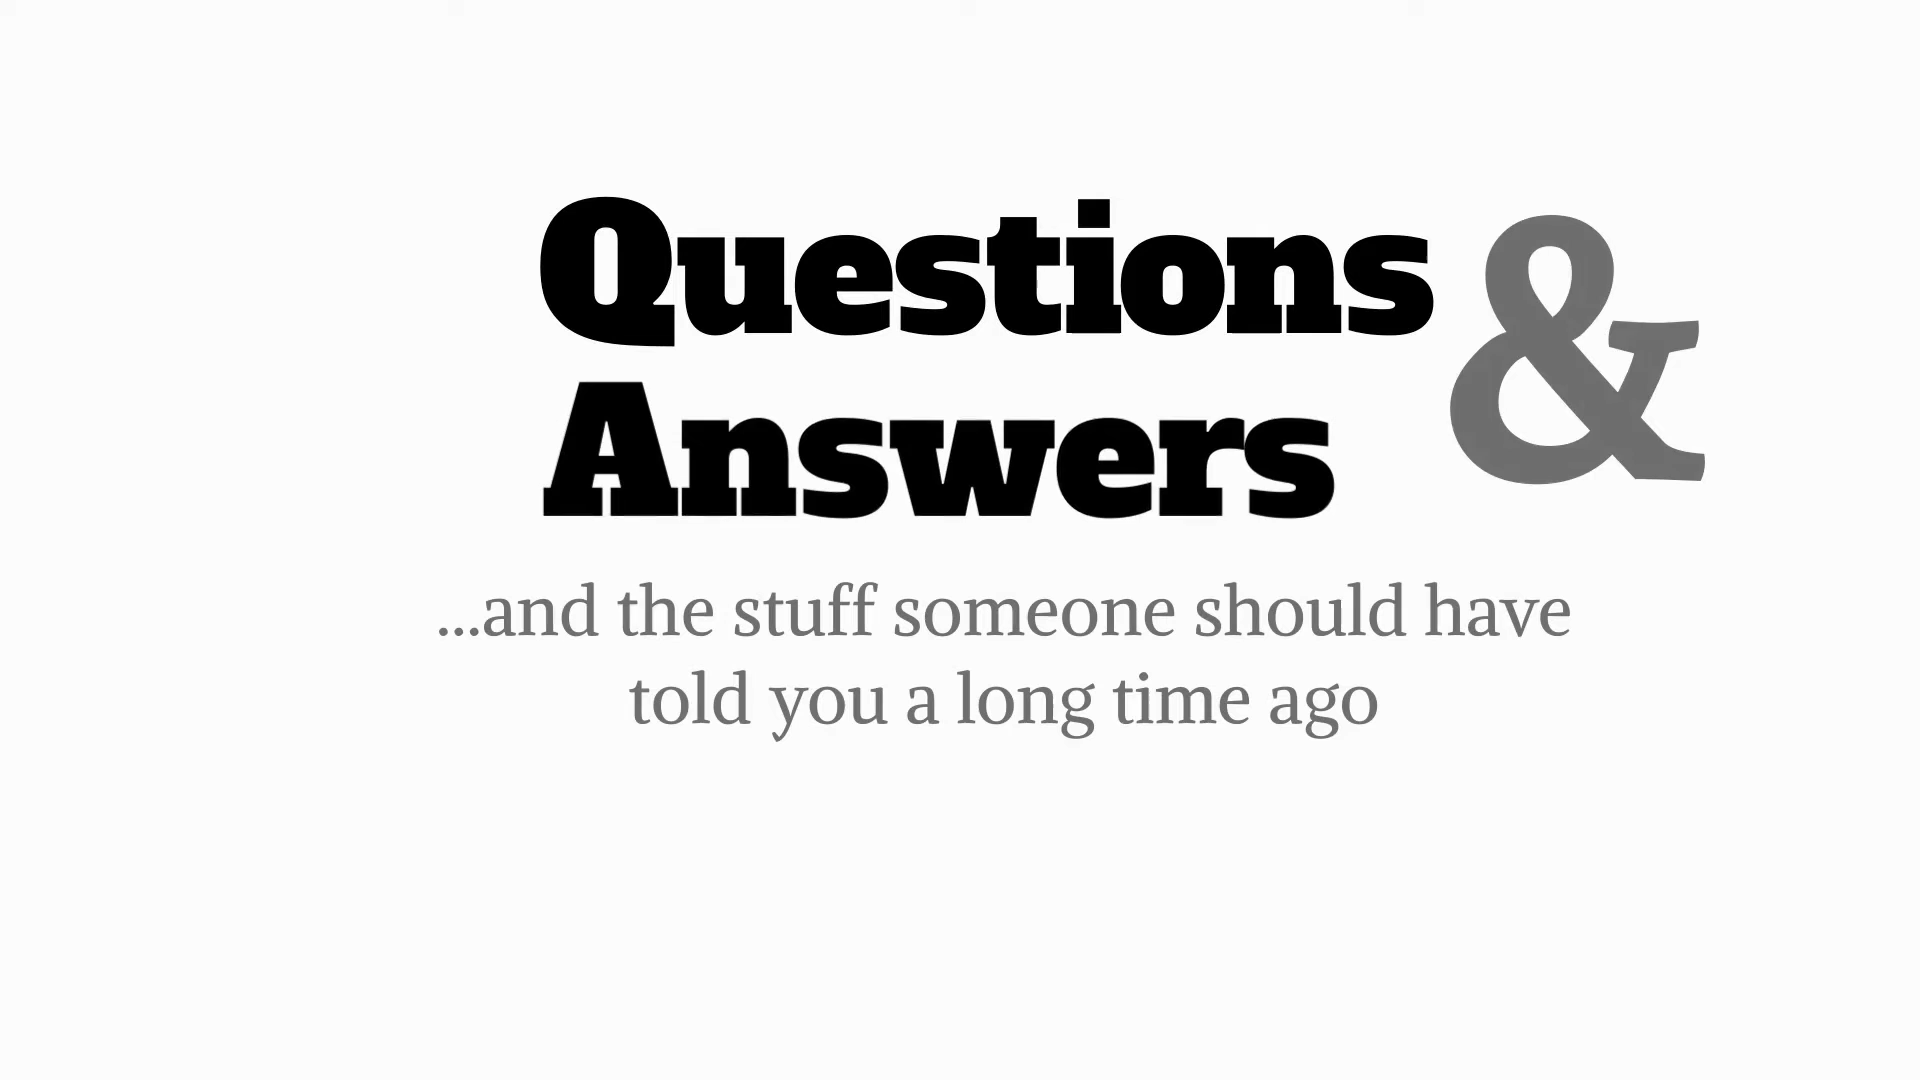 Questions &
Answers
...and the stuff someone should have
told you a long time ago